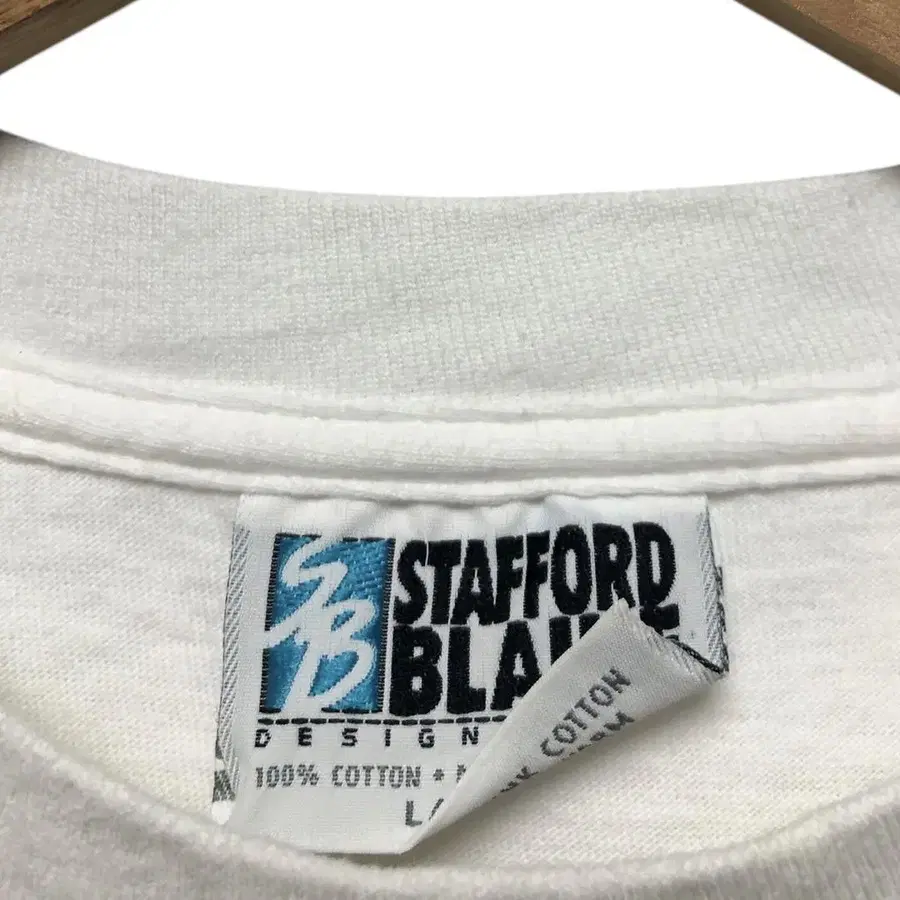 SB STAFFORD
BLA
DESIGN
100% COTTON •
L
COTTON